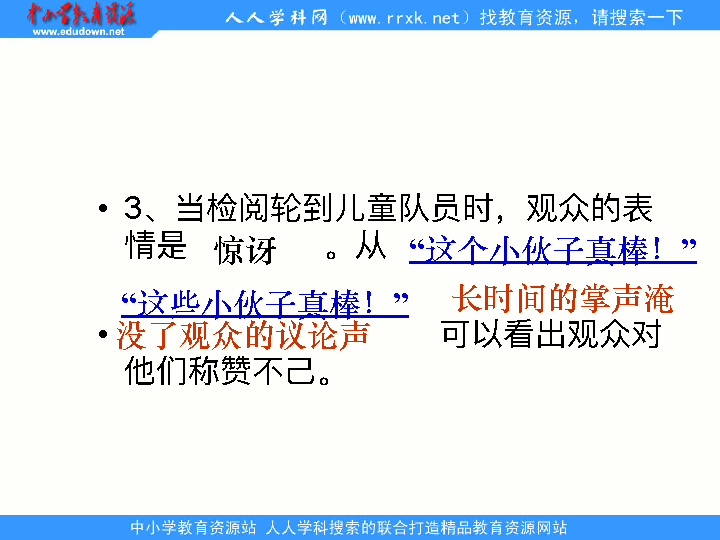 中小学教育资源
www.edudown.net
人人学科网（www.rrxk.net）找教育资源，请搜索一下
• 3、当检阅轮到儿童队员时，观众的表
情是 惊讶 。从 “这个小伙子真棒！”
“这些小伙子真棒！” 长时间的掌声淹
• 没了观众的议论声 可以看出观众对
他们称赞不己。
中小学教育资源站 人人学科搜索的联合打造精品教育资源网站